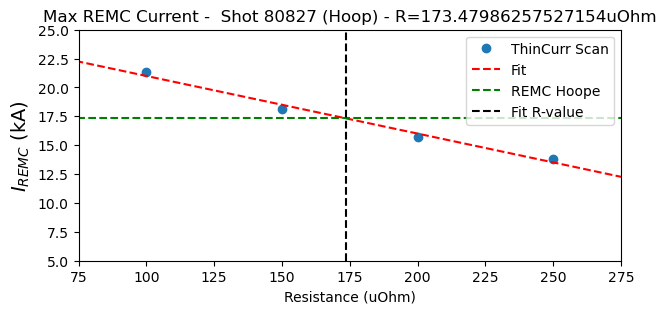 Max REMC Current -  Shot 80827 (Hoop) - R=173.47986257527154uOhm
25.0
22.5
20.0
17.5
15.0
12.5
10.0
7.5
5.0
I_{REMC} (kA)
ThinCurr Scan
Fit
REMC Hoope
Fit R-value
75
100
125
150
175
200
225
250
275
Resistance (uOhm)